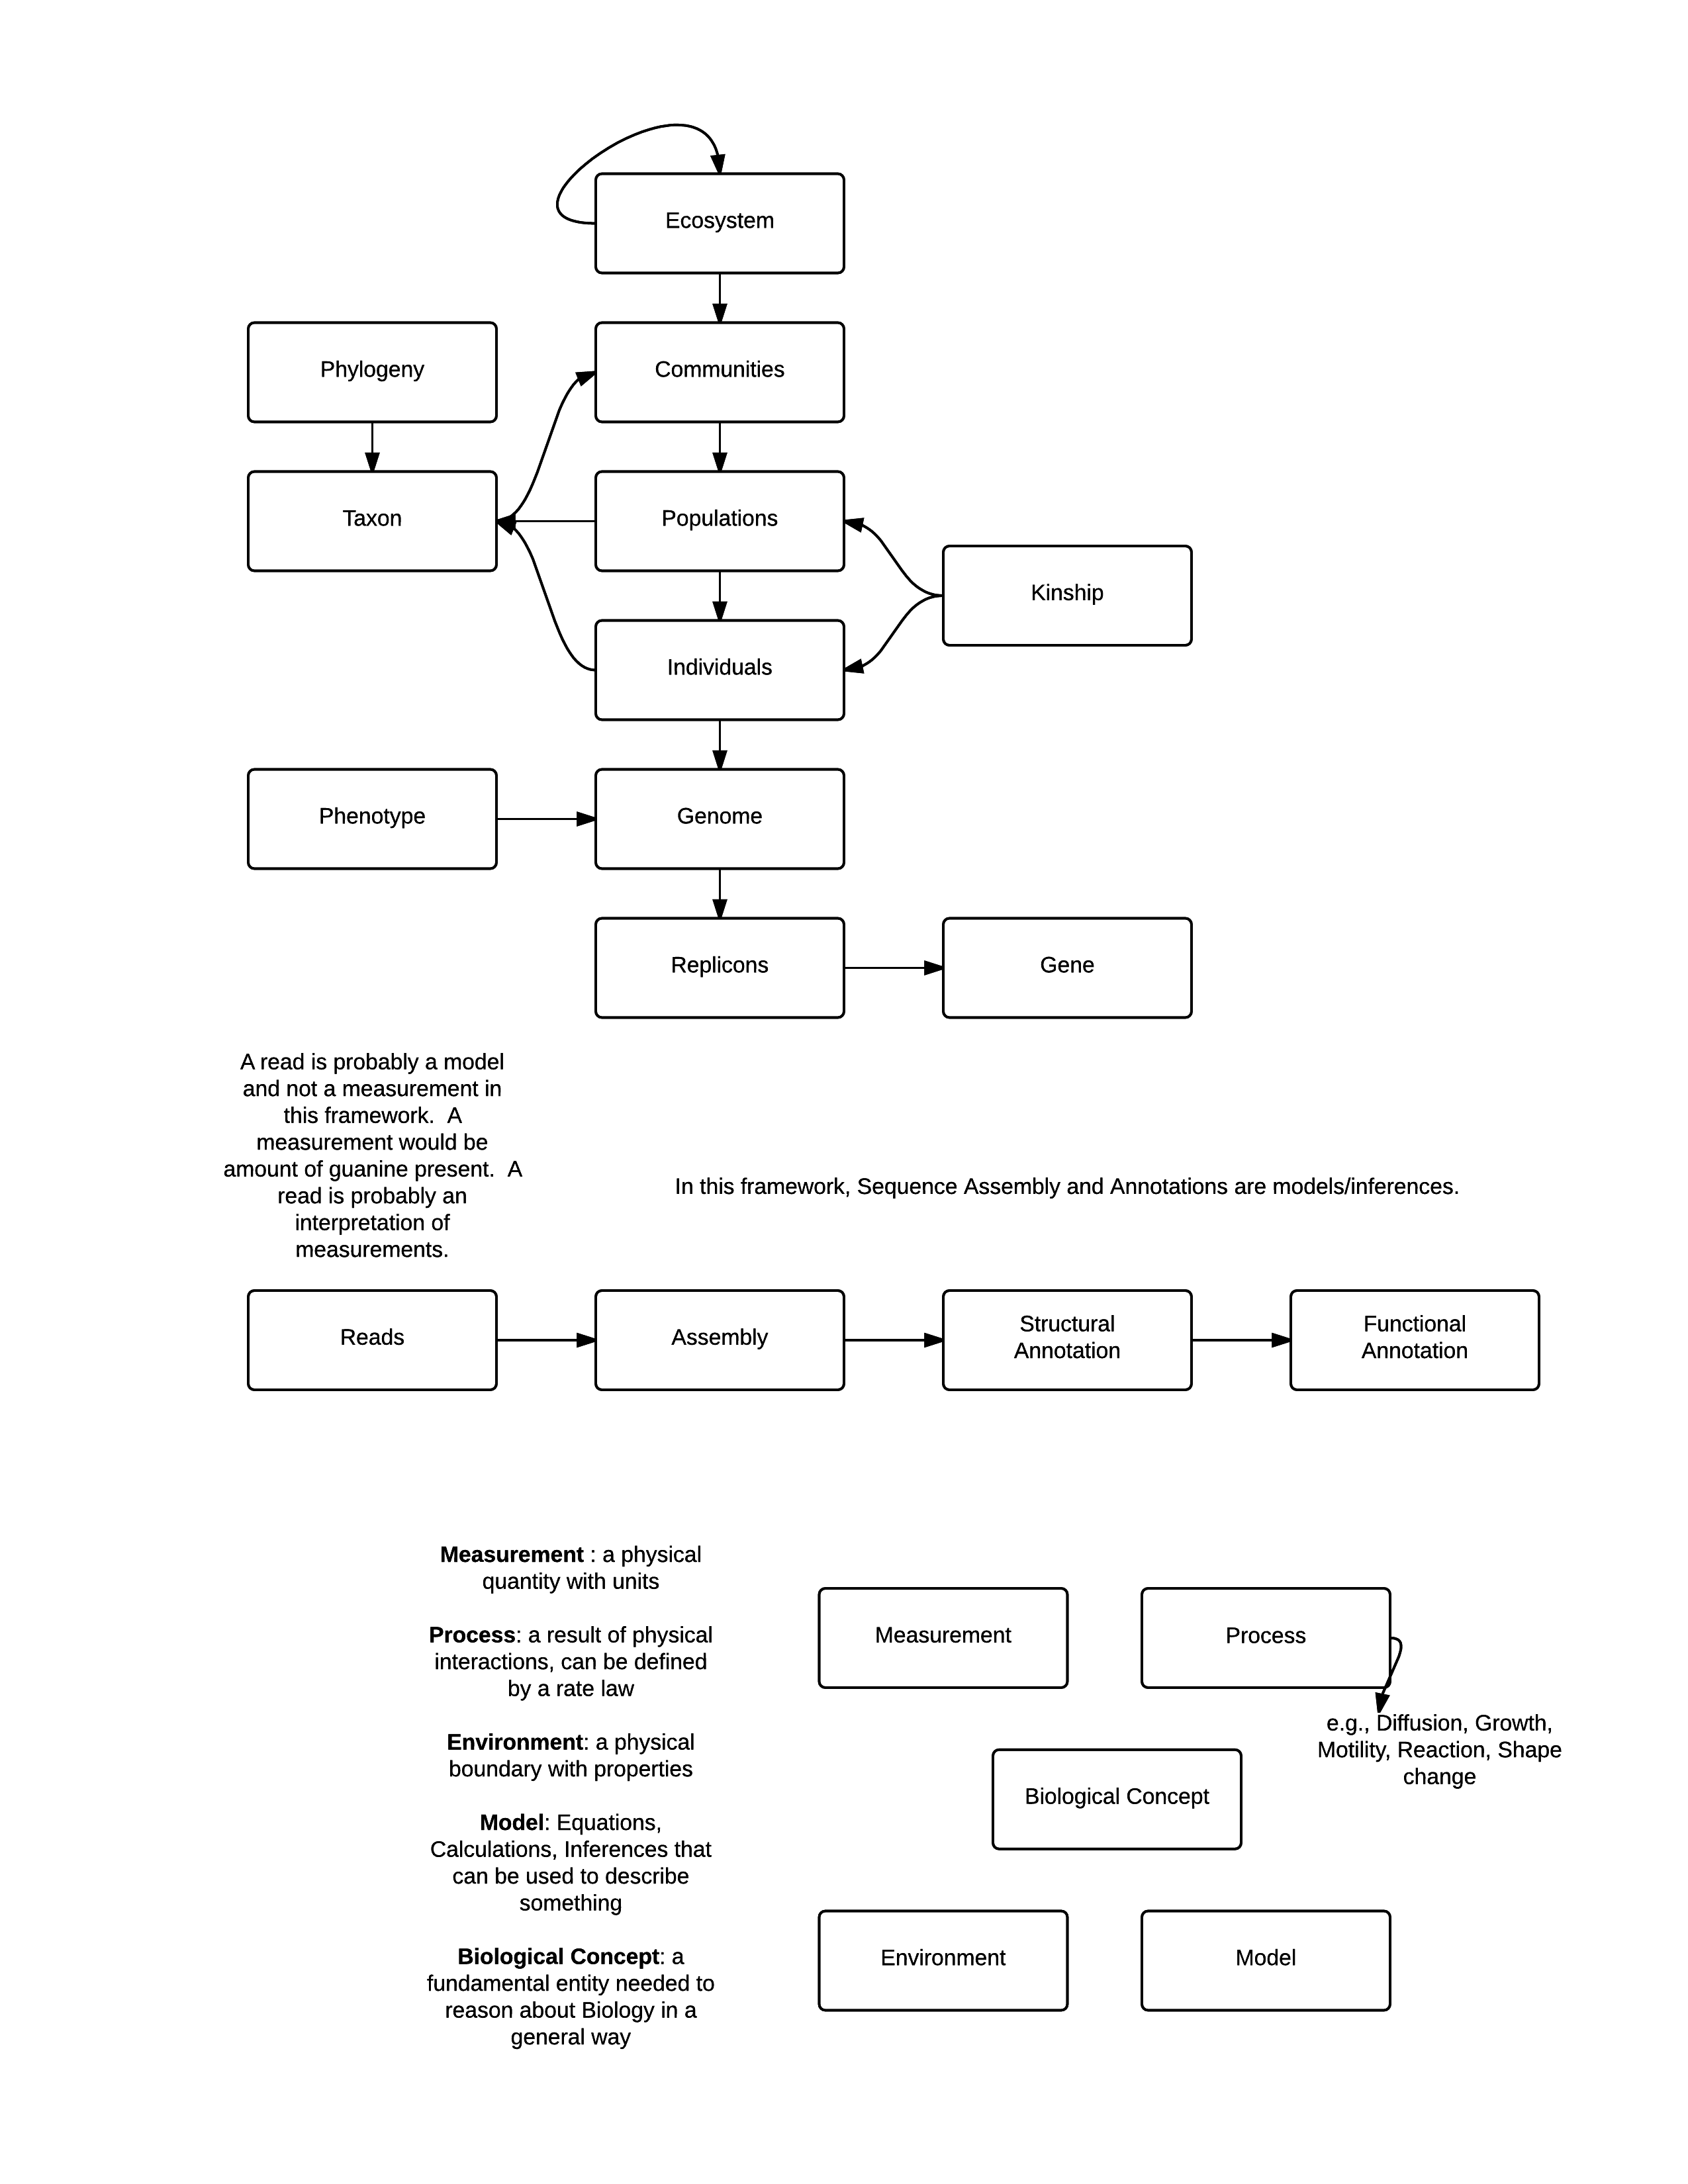 Ecosystem
Phylogeny
Communities
Taxon
Populations
Kinship
Individuals
Phenotype
Genome
Replicons
Gene
A read is probably a model
and not a measurement in
this framework.  A
measurement would be
amount of guanine present.  A
read is probably an
interpretation of
measurements.
In this framework, Sequence Assembly and Annotations are models/inferences.
Reads
Assembly
Structural
Annotation
Functional
Annotation
Measurement : a physical
quantity with units
Process: a result of physical
interactions, can be defined
by a rate law
Environment: a physical
boundary with properties
Model: Equations,
Calculations, Inferences that
can be used to describe
something
Biological Concept: a
fundamental entity needed to
reason about Biology in a
general way
Measurement
Process
e.g., Diffusion, Growth,
Motility, Reaction, Shape
change
Biological Concept
Environment
Model